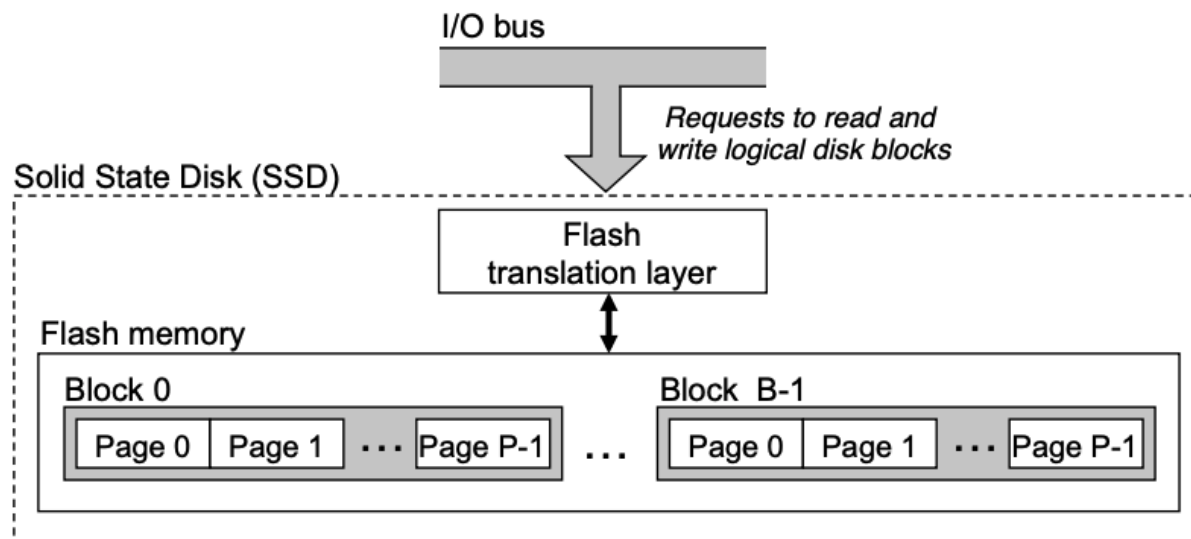 I/O bus
Requests to read and
write logical disk blocks
Solid State Disk (SSD)
Flash
translation layer
Flash memory
Block 0
Block B-1
Page 0 Page 1 ... Page P-1 ... Page 0 Page 1 ... Page P-1